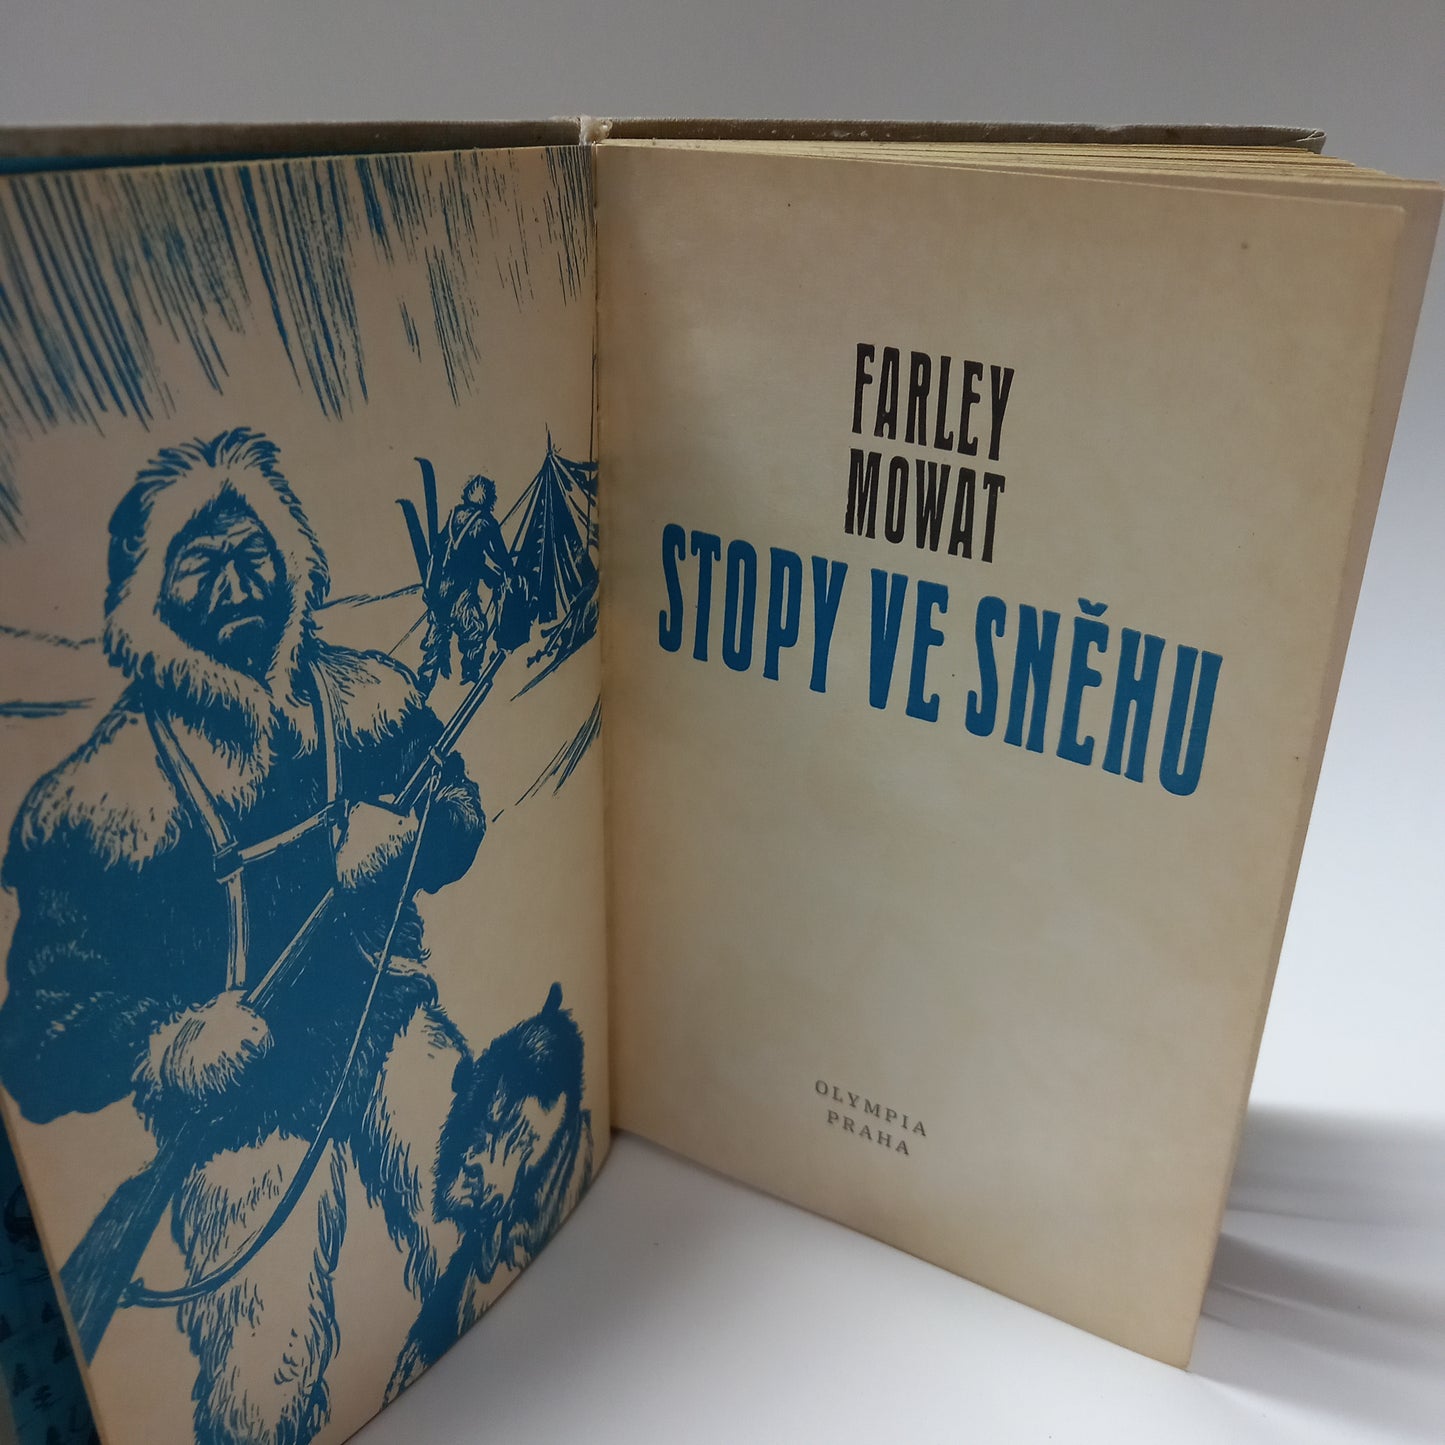 FARLEY
MOWAT
STOPY VE SNĚHU
OLYMPIA
PRAHA